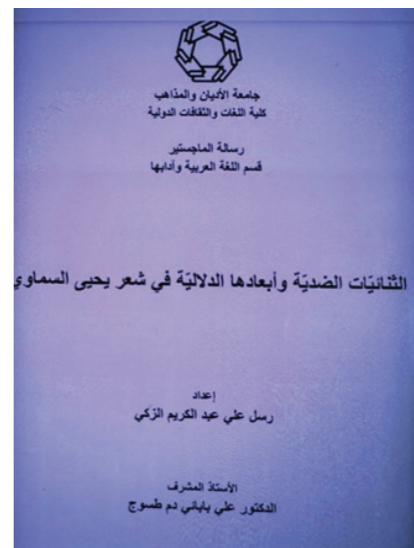 جامعة الأديان والمذاهب
كلية اللغات والثقافات الدولية
رسالة الماجستير
قسم اللغة العربية وآدابها
الثنائيّات الضديّة وأبعادها الدلاليّة في شعر يحيى السماوي
إعداد
رسل علي عبد الكريم الزكي
الأستاذ المشرف
الدكتور علي باباني دم طسوج